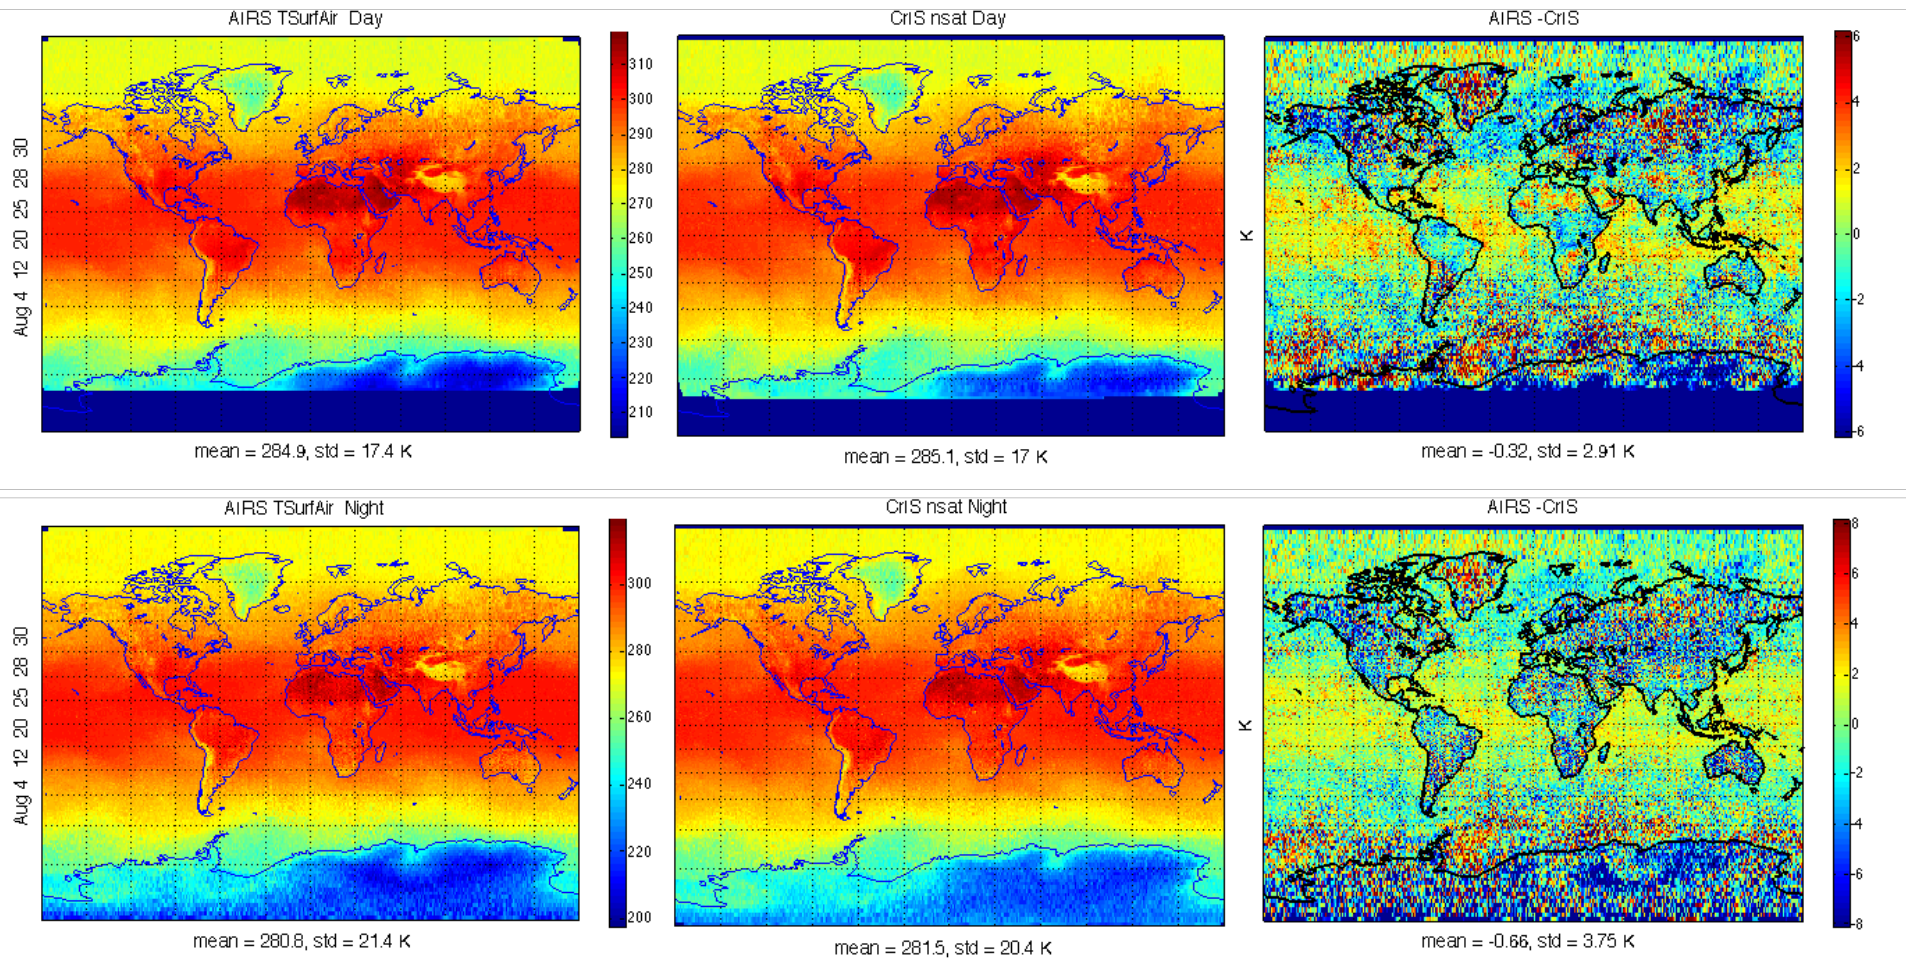 AIRS TSurfAir Day
CrIS nsat Day
AIRS -CrIS
Aug 4 12 20 25 28 30
310
300
290
280
270
260
250
240
230
220
210
K
6
4
2
0
-2
-4
-6
mean = 284.9, std = 17.4 K
mean = 285.1, std = 17 K
mean = -0.32, std = 2.91 K
AIRS TSurfAir Night
CrIS nsat Night
AIRS -CrIS
Aug 4 12 20 25 28 30
300
280
260
240
220
200
K
8
6
4
2
0
-2
-4
-6
-8
mean = 280.8, std = 21.4 K
mean = 281.5, std = 20.4 K
mean = -0.66, std = 3.75 K